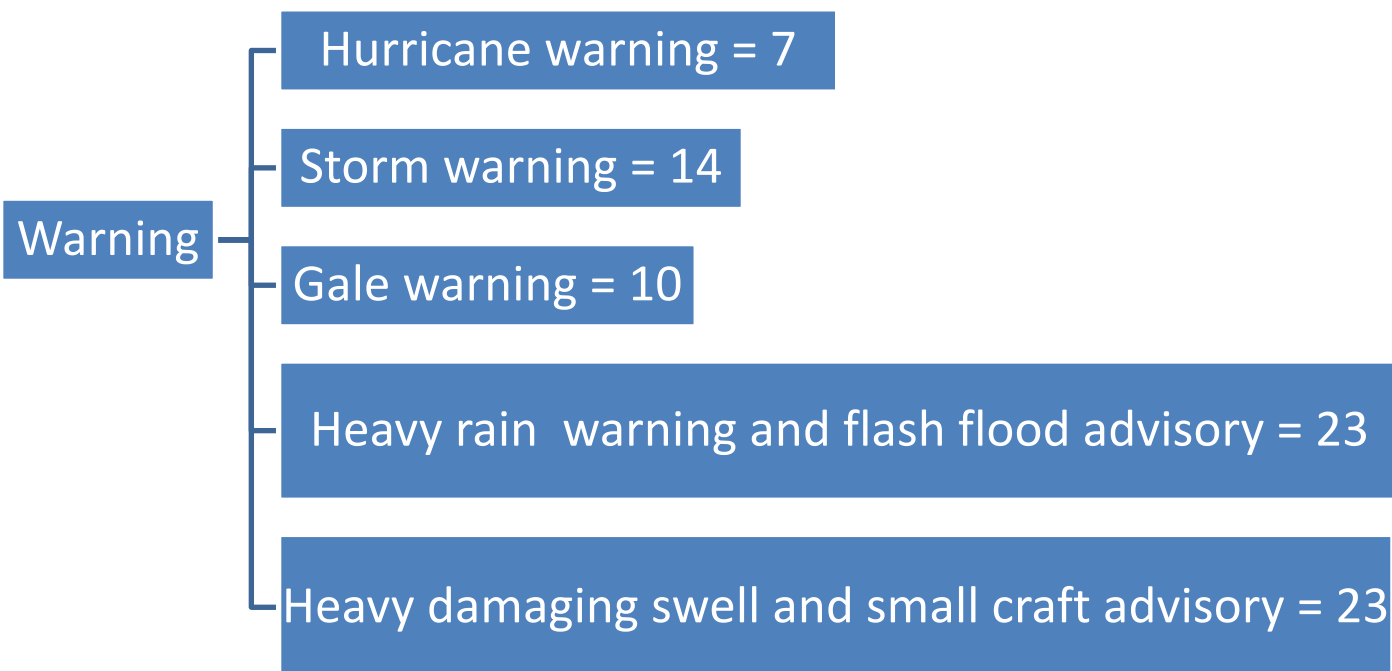 Warning
Hurricane warning = 7
Storm warning = 14
Gale warning = 10
Heavy rain  warning and flash flood advisory = 23
Heavy damaging swell and small craft advisory = 23